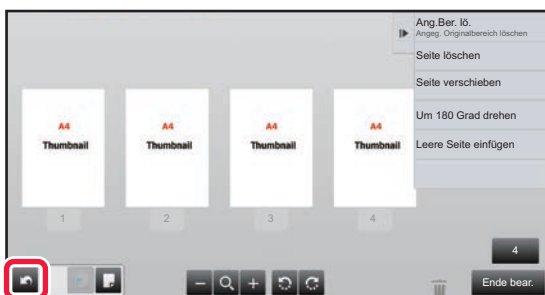 Ang.Ber. lö.
Angeg. Originalbereich löschen
Seite löschen
Seite verschieben
Um 180 Grad drehen
Leere Seite einfügen
A4
Thumbnail
A4
Thumbnail
A4
Thumbnail
A4
Thumbnail
1
2
3
4
4
Ende bear.